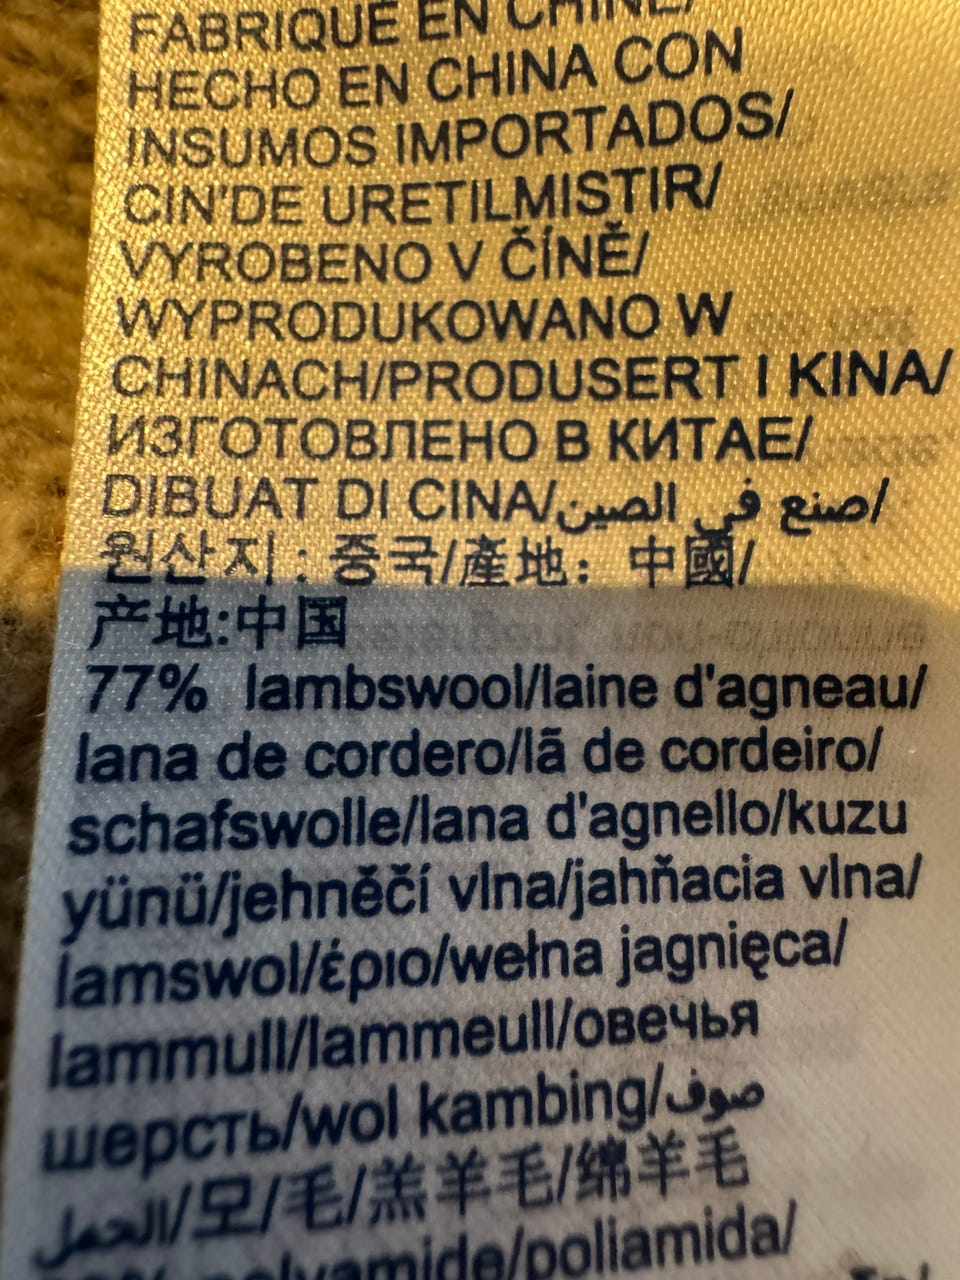 FABRIQUE EN CHINE/
HECHO EN CHINA CON
INSUMOS IMPORTADOS/
CIN'DE URETILMISTIR/
VYROBENO V ČÍNĚ/
WYPRODUKOWANO W
CHINACH/PRODUSERT I KINA/
ИЗГОТОВЛЕНО В КИТАЕ/
DIBUAT DI CINA/صنع في الصين/
원산지 : 중국/產地：中國/
产地:中国
77% lambswool/laine d'agneau/
lana de cordero/lã de cordeiro/
schafswolle/lana d'agnello/kuzu
yünü/jehněčí vlna/jahňacia vlna/
lamswol/έριο/wełna jagnięca/
lammull/lammeull/овечья
шерсть/wol kambing/صوف
الحمل/모/毛/羔羊毛/绵羊毛
polyamide/poliamida/